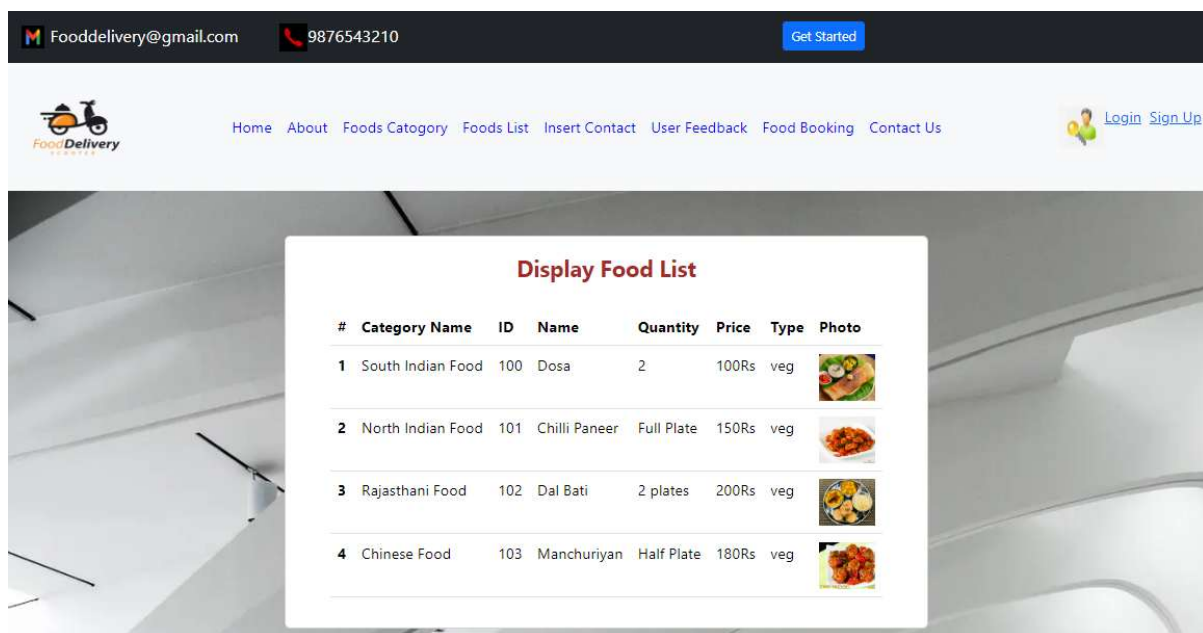 Fooddelivery@gmail.com 9876543210 Get Started
FoodDelivery
SCOOTER
Home About Foods Catogory Foods List Insert Contact User Feedback Food Booking Contact Us
Login Sign Up
Display Food List
# Category Name ID Name Quantity Price Type Photo
1 South Indian Food 100 Dosa 2 100Rs veg
2 North Indian Food 101 Chilli Paneer Full Plate 150Rs veg
3 Rajasthani Food 102 Dal Bati 2 plates 200Rs veg
4 Chinese Food 103 Manchuriyan Half Plate 180Rs veg